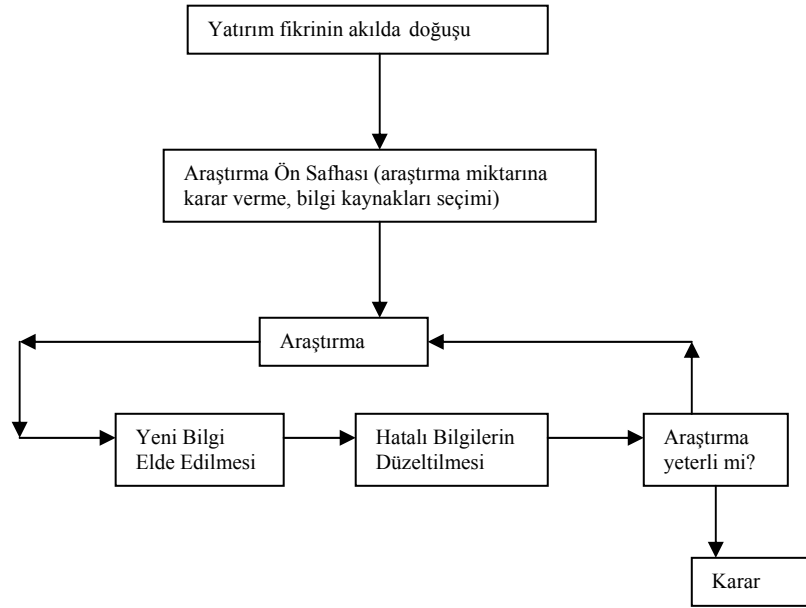 Yatırım fikrinin akılda doğuşu
Araştırma Ön Safhası (araştırma miktarına
karar verme, bilgi kaynakları seçimi)
Araştırma
Yeni Bilgi
Elde Edilmesi
Hatalı Bilgilerin
Düzeltilmesi
Araştırma
yeterli mi?
Karar